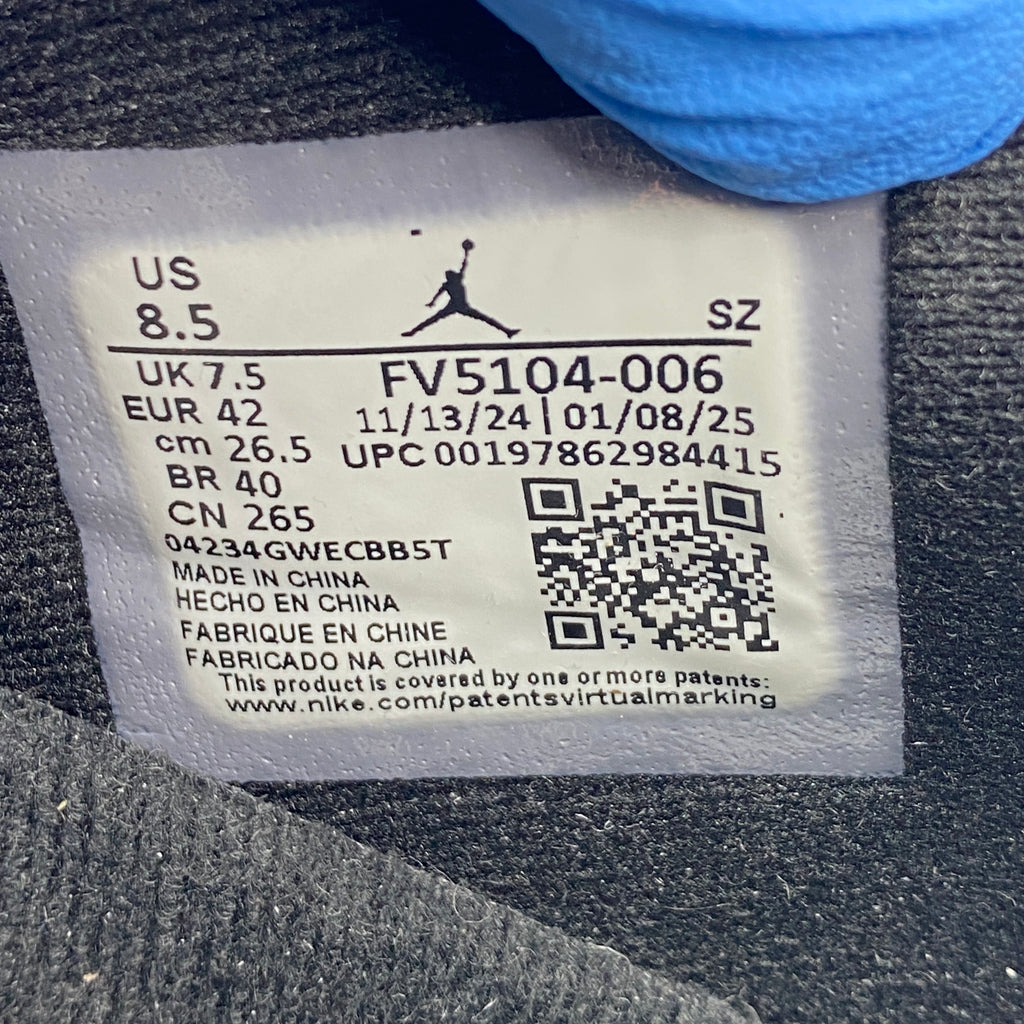 US
8.5
SZ
UK 7.5
FV5104-006
EUR 42
11/13/24 | 01/08/25
cm 26.5
UPC 00197862984415
BR 40
CN 265
04234GWECBB5T
MADE IN CHINA
HECHO EN CHINA
FABRIQUE EN CHINE
FABRICADO NA CHINA
This product is covered by one or more patents:
www.nike.com/patentsvirtualmarking